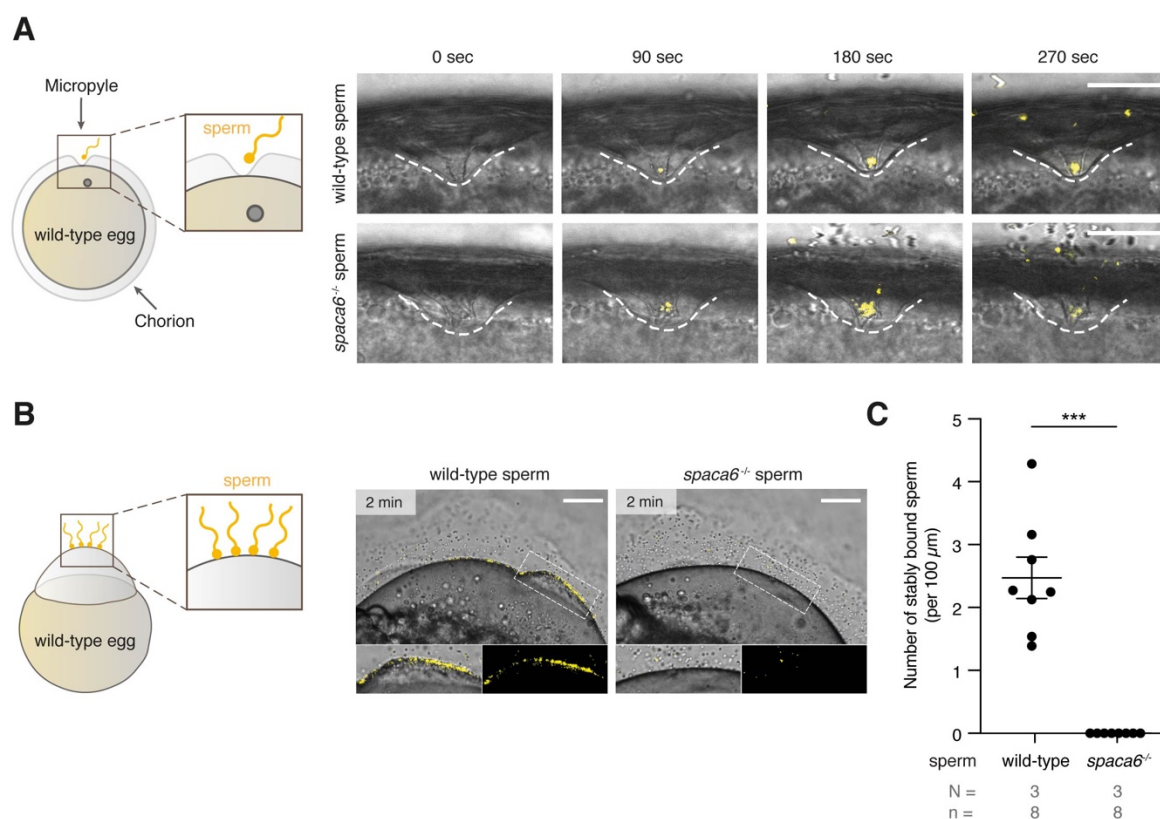 A
Micropyle
sperm
wild-type egg
Chorion
0 sec
90 sec
180 sec
270 sec
wild-type sperm
spaca6-/- sperm
B
sperm
wild-type egg
wild-type sperm
spaca6-/- sperm
2 min
2 min
C
***
Number of stably bound sperm
(per 100 µm)
5
4
3
2
1
0
sperm wild-type spaca6-/-
N = 3 3
n = 8 8